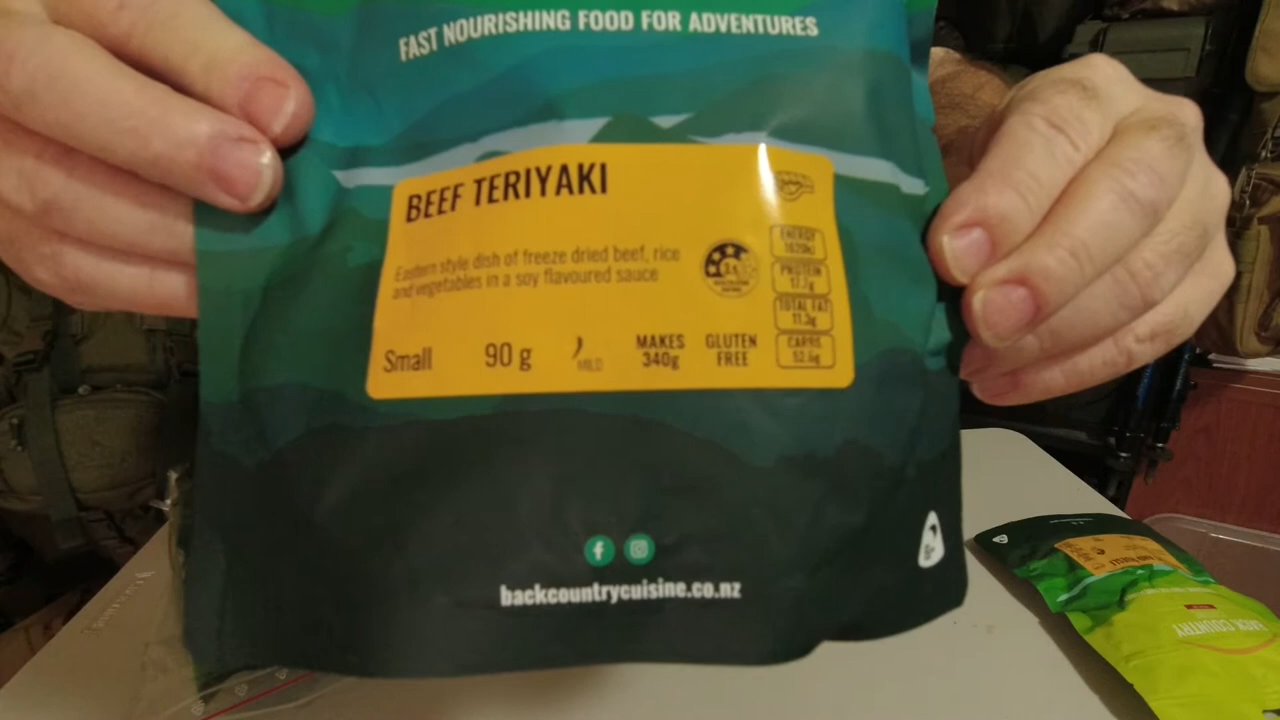 FAST NOURISHING FOOD FOR ADVENTURES
BEEF TERIYAKI
Eastern style dish of freeze dried beef, rice
and vegetables in a soy flavoured sauce
Small
90 g
MILD
MAKES
340g
GLUTEN
FREE
ENERGY
PROTEIN
17.7g
TOTAL FAT
11.3g
CARBS
52.6g
backcountrycuisine.co.nz
BACK COUNTRY